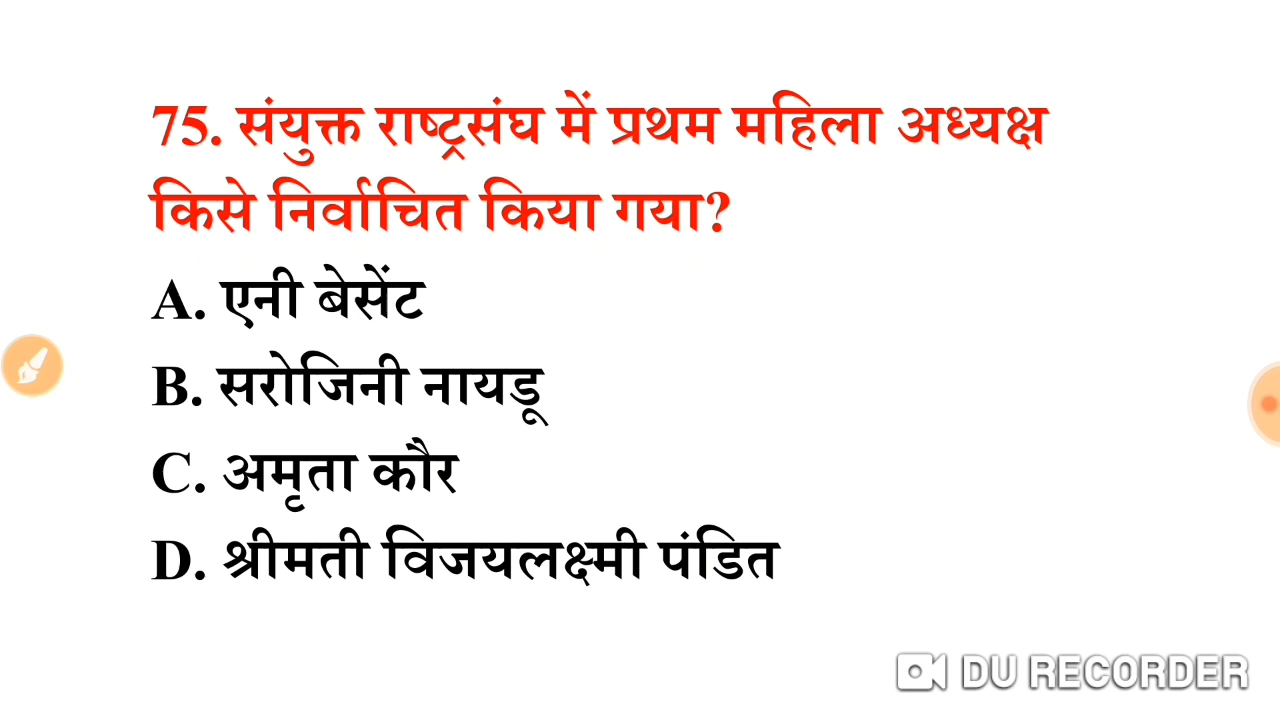 75. संयुक्त राष्ट्रसंघ में प्रथम महिला अध्यक्ष
किसे निर्वाचित किया गया?
A. एनी बेसेंट
B. सरोजिनी नायडू
C. अमृता कौर
D. श्रीमती विजयलक्ष्मी पंडित
DU RECORDER